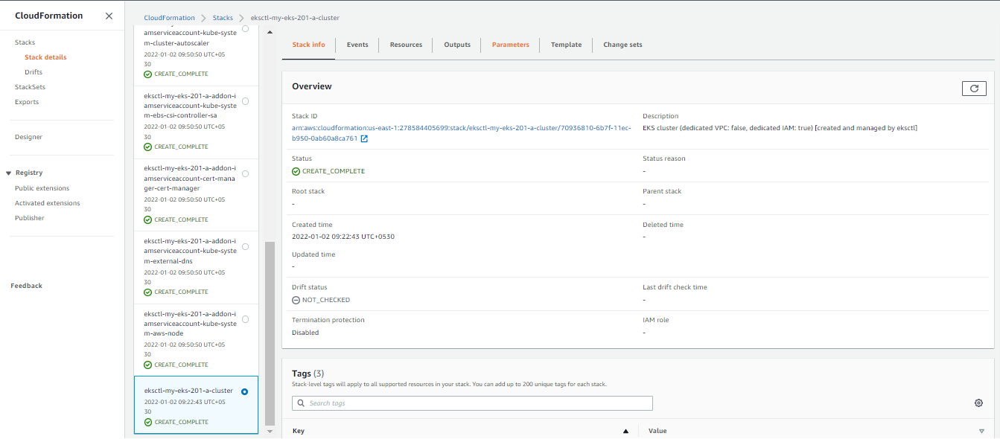 CloudFormation
Stacks
Stack details
Drifts
StackSets
Exports
Designer
Registry
Public extensions
Activated extensions
Publisher
Feedback
CloudFormation
Stacks
eksctl-my-eks-201-a-cluster
amserviceaccount-kube-syste
m-cluster-autoscaler
2022-01-02 09:50:50 UTC+05
30
CREATE_COMPLETE
eksctl-my-eks-201-a-addon-i
amserviceaccount-kube-syste
m-ebs-csi-controller-sa
2022-01-02 09:50:50 UTC+05
30
CREATE_COMPLETE
eksctl-my-eks-201-a-addon-i
amserviceaccount-cert-mana
ger-cert-manager
2022-01-02 09:50:50 UTC+05
30
CREATE_COMPLETE
eksctl-my-eks-201-a-addon-i
amserviceaccount-kube-syste
m-external-dns
2022-01-02 09:50:50 UTC+05
30
CREATE_COMPLETE
eksctl-my-eks-201-a-addon-i
amserviceaccount-kube-syste
m-aws-node
2022-01-02 09:50:50 UTC+05
30
CREATE_COMPLETE
eksctl-my-eks-201-a-cluster
2022-01-02 09:22:43 UTC+05
30
CREATE_COMPLETE
Stack info
Events
Resources
Outputs
Parameters
Template
Change sets
Overview
Stack ID
arn:aws:cloudformation:us-east-1:278584405699:stack/eksctl-my-eks-201-a-cluster/70936810-6b7f-11ec-
b950-0ab60a8ca761
Description
EKS cluster (dedicated VPC: false, dedicated IAM: true) [created and managed by eksctl]
Status
CREATE_COMPLETE
Status reason
-
Root stack
-
Parent stack
-
Created time
2022-01-02 09:22:43 UTC+0530
Deleted time
-
Updated time
-
Drift status
NOT_CHECKED
Last drift check time
-
Termination protection
Disabled
IAM role
-
Tags (3)
Stack-level tags will apply to all supported resources in your stack. You can add up to 200 unique tags for each stack.
Search tags
Key
Value